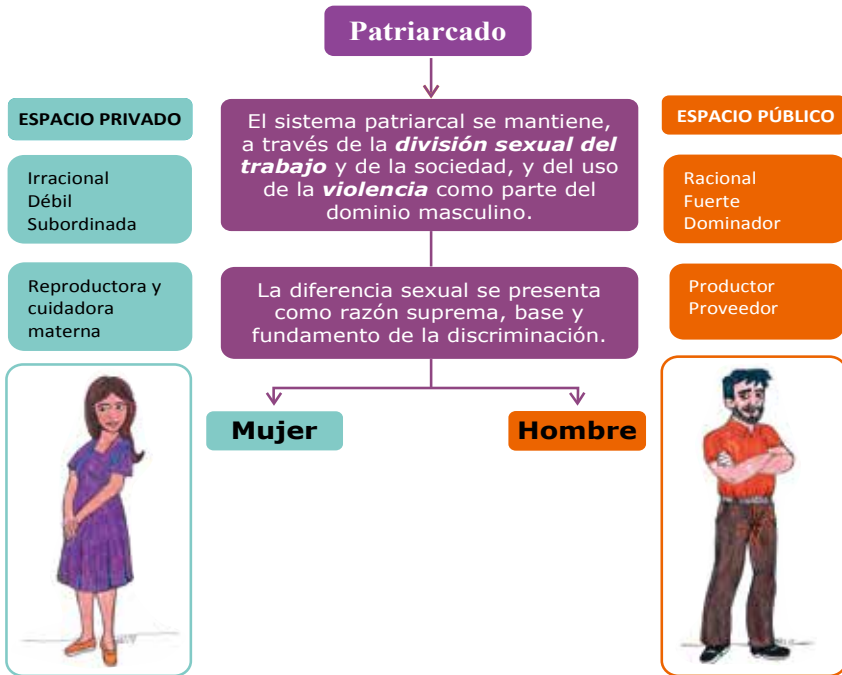 Patriarcado
ESPACIO PRIVADO
Irracional
Débil
Subordinada
Reproductora y
cuidadora
materna
El sistema patriarcal se mantiene,
a través de la división sexual del
trabajo y de la sociedad, y del uso
de la violencia como parte del
dominio masculino.
La diferencia sexual se presenta
como razón suprema, base y
fundamento de la discriminación.
Mujer
Hombre
ESPACIO PÚBLICO
Racional
Fuerte
Dominador
Productor
Proveedor